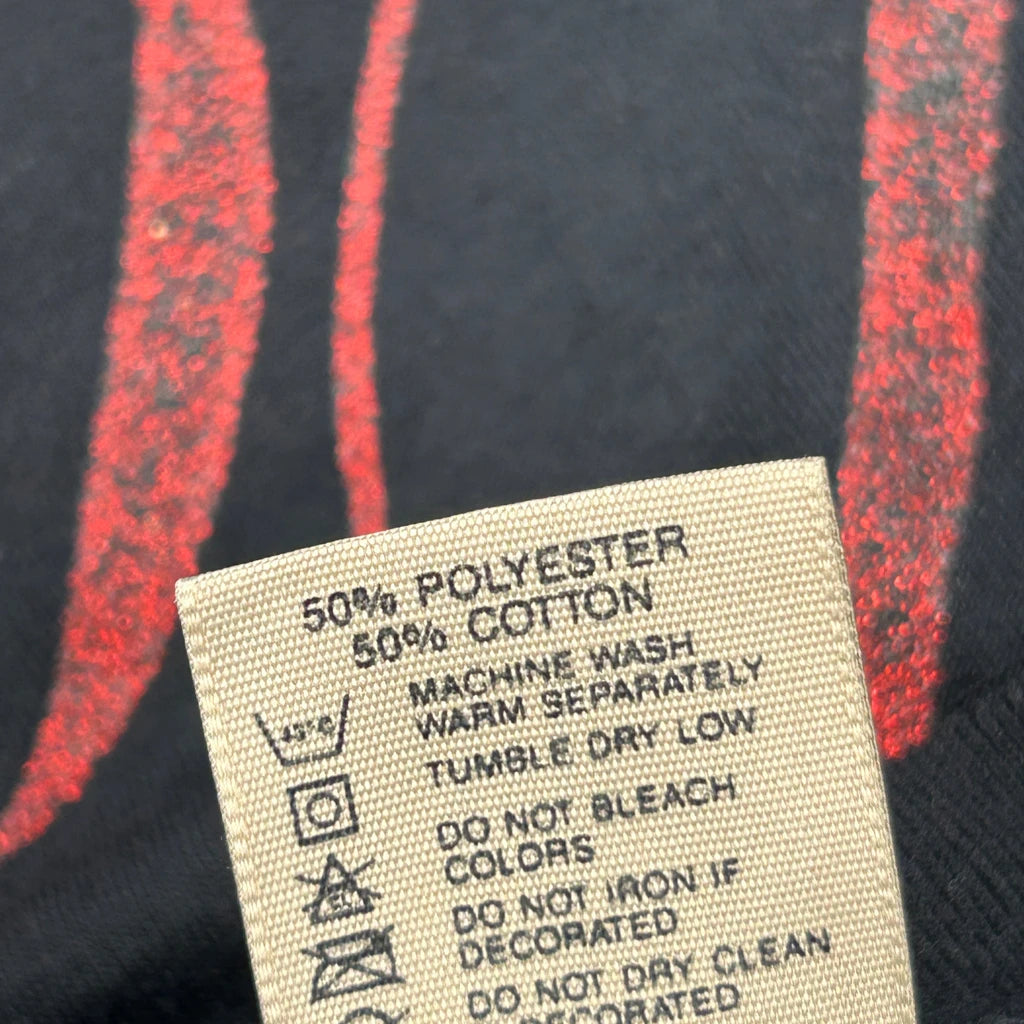 50% POLYESTER
50% COTTON
MACHINE WASH
WARM SEPARATELY
TUMBLE DRY LOW
DO NOT BLEACH
COLORS
DO NOT IRON IF
DECORATED
DO NOT DRY CLEAN
DECORATED